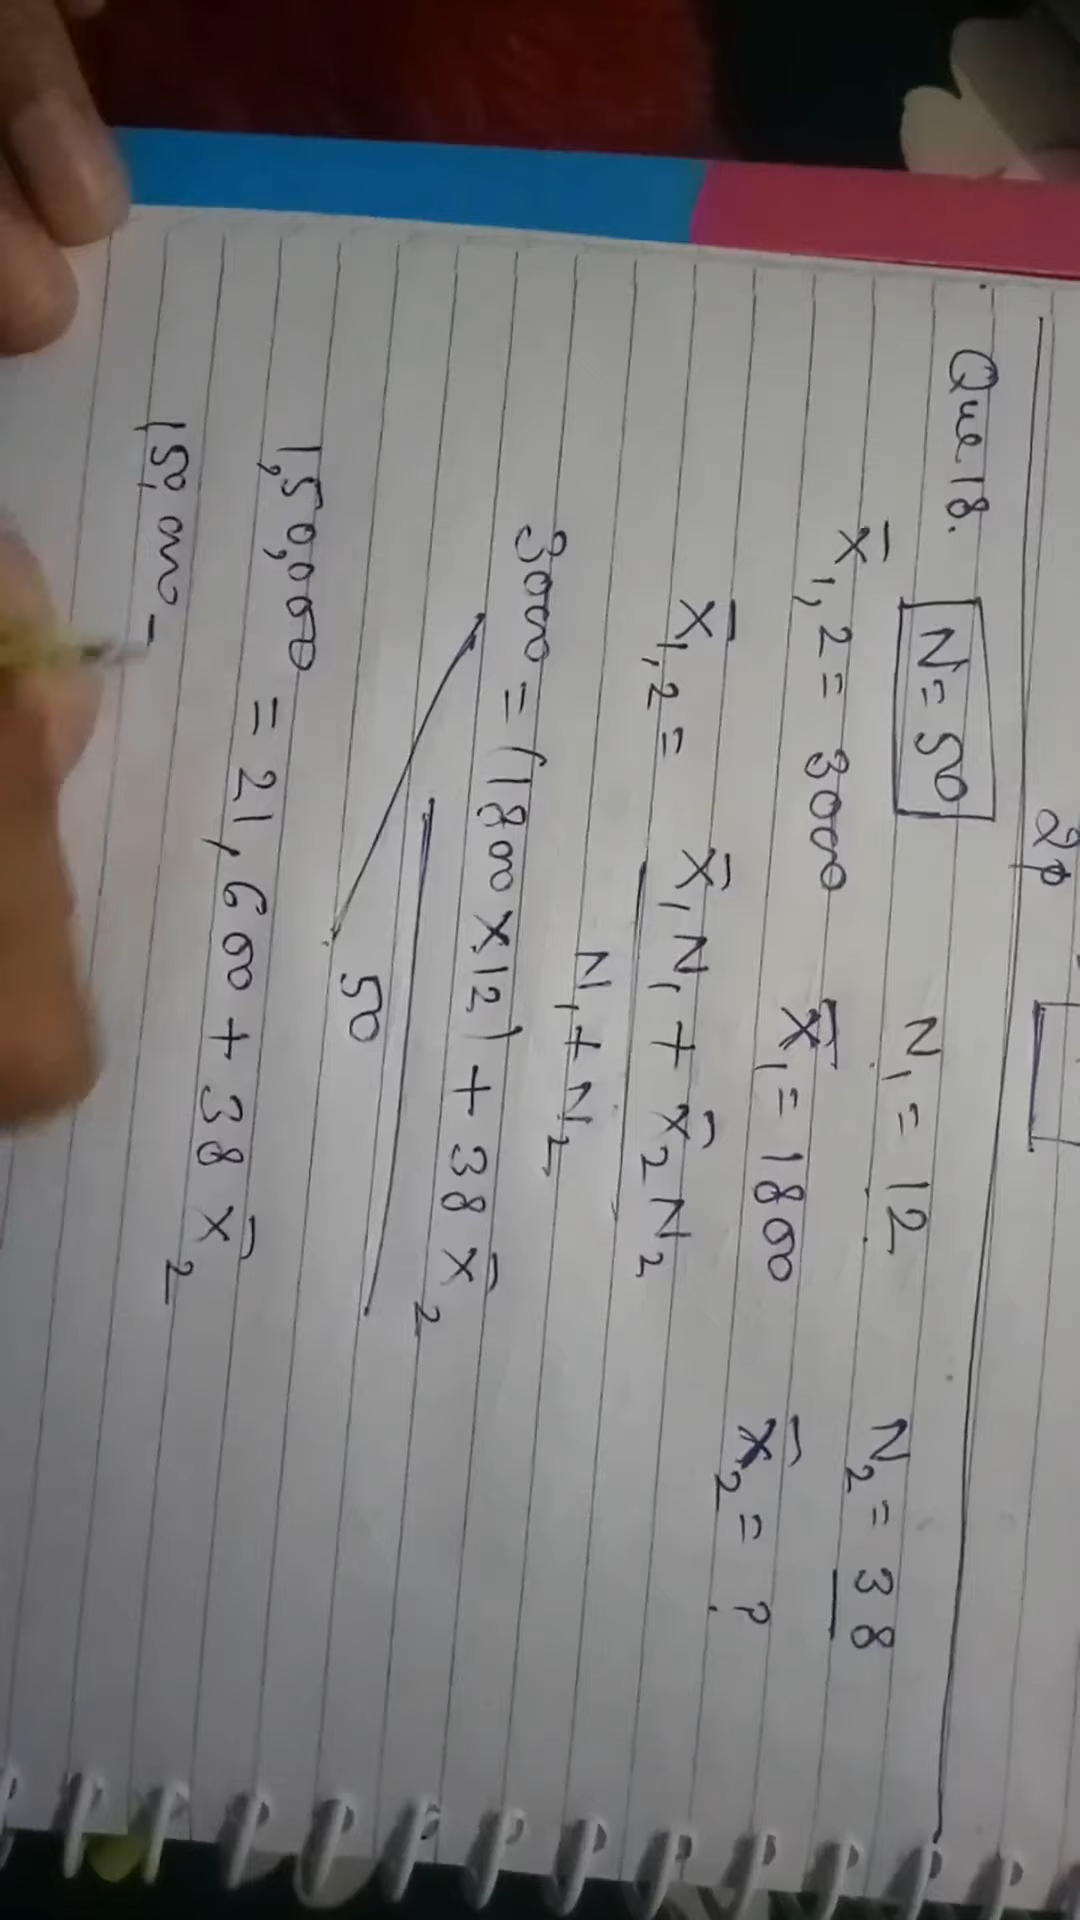 2p
Que.18. N = 50 N₁ = 12 N₂ = 38
X̄₁,₂ = 3000 X̄₁ = 1800 X̄₂ = ?
X̄₁,₂ = X̄₁N₁ + X̄₂N₂
N₁ + N₂
3000 = (1800 × 12) + 38 X̄₂
50
1,50,000 = 21,600 + 38 X̄₂
150,000 -